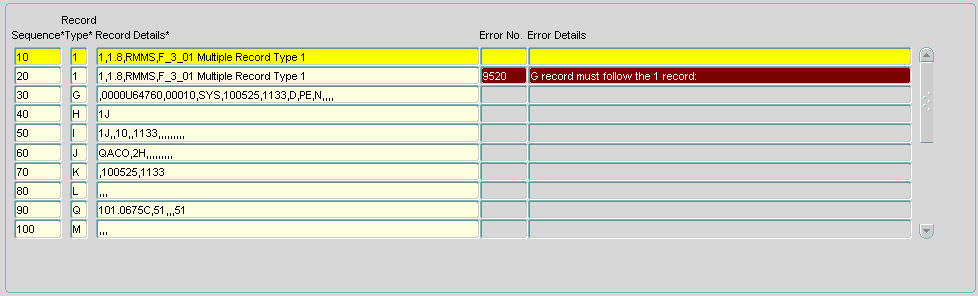 Record
Sequence*Type* Record Details* Error No. Error Details
10 1 1,1.8,RMMS,F_3_01 Multiple Record Type 1
20 1 1,1.8,RMMS,F_3_01 Multiple Record Type 1 9520 G record must follow the 1 record:
30 G ,0000U64760,00010,SYS,100525,1133,D,PE,N,,,,
40 H 1J
50 I 1J,,10,,1133,,,,,,,,,
60 J QACO,2H,,,,,,,,,
70 K ,100525,1133
80 L ,,,
90 Q 101.0675C,51,,,51
100 M ,,,